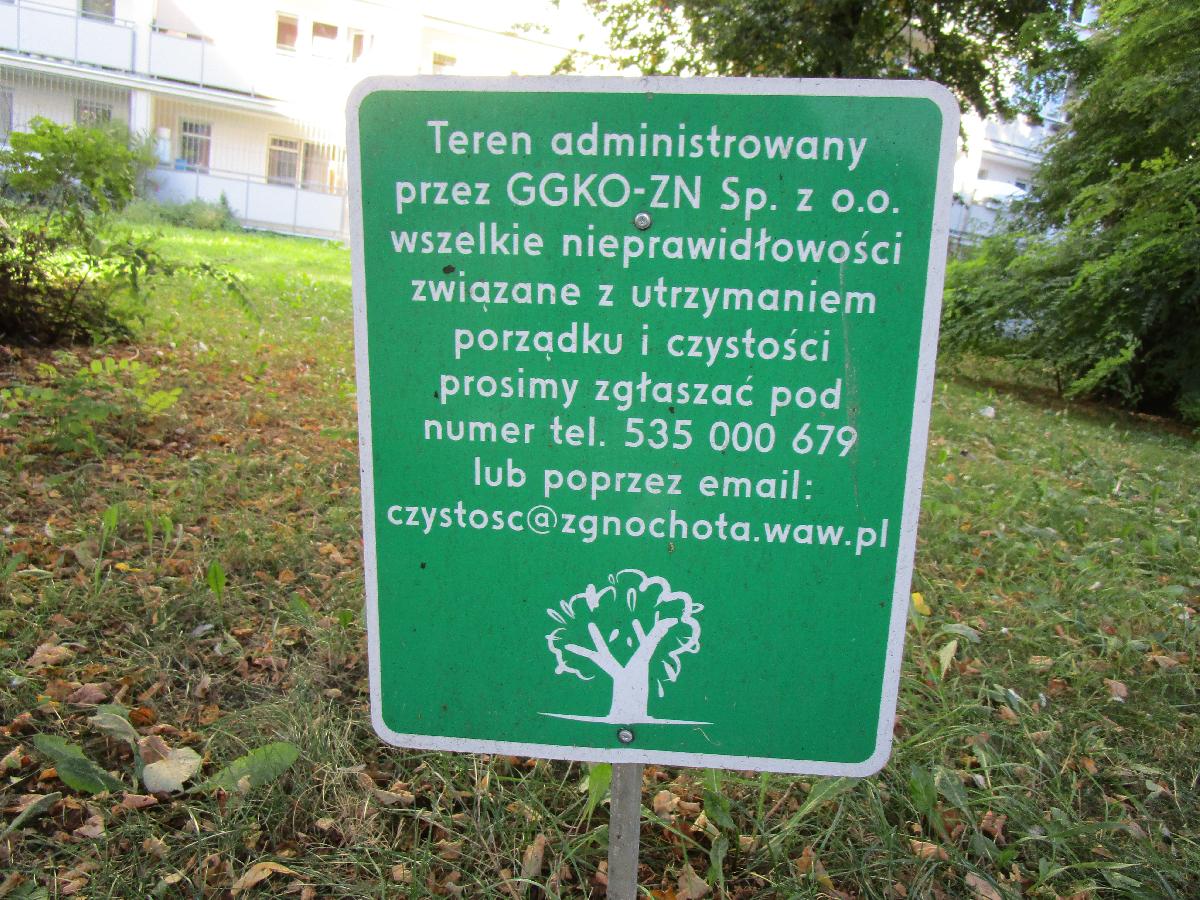 Teren administrowany
przez GGKO-ZN Sp. z o.o.
wszelkie nieprawidłowości
związane z utrzymaniem
porządku i czystości
prosimy zgłaszać pod
numer tel. 535 000 679
lub poprzez email:
czystosc@zgnochota.waw.pl